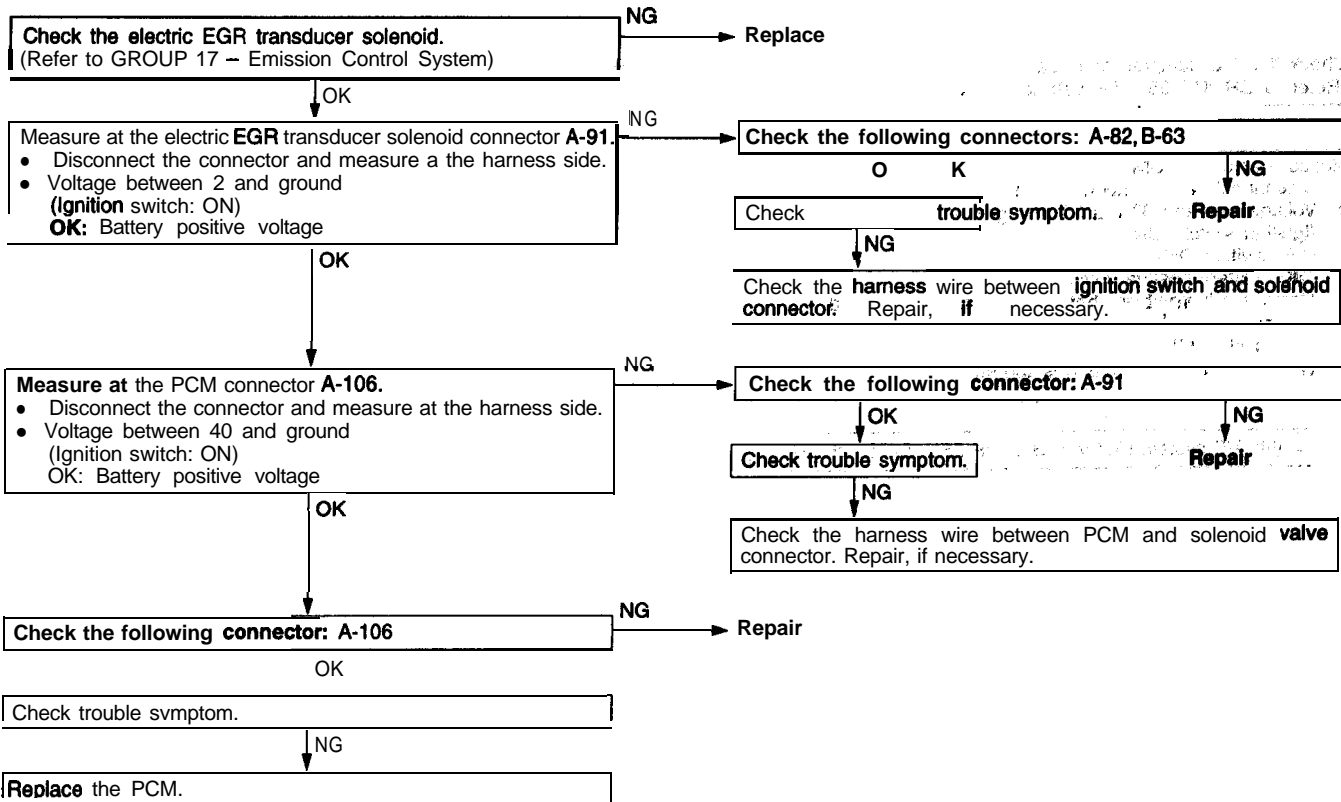 NG
Check the electric EGR transducer solenoid.
(Refer to GROUP 17 – Emission Control System)
Replace
OK
Measure at the electric EGR transducer solenoid connector A-91.
• Disconnect the connector and measure a the harness side.
• Voltage between 2 and ground
(Ignition switch: ON)
OK: Battery positive voltage
NG
Check the following connectors: A-82, B-63
O K
NG
Check trouble symptom.
Repair
NG
Check the harness wire between ignition switch and solenoid
connector. Repair, if necessary.
OK
Measure at the PCM connector A-106.
• Disconnect the connector and measure at the harness side.
• Voltage between 40 and ground
(Ignition switch: ON)
OK: Battery positive voltage
NG
Check the following connector: A-91
OK
NG
Check trouble symptom.
Repair
NG
Check the harness wire between PCM and solenoid valve
connector. Repair, if necessary.
OK
Check the following connector: A-106
NG
Repair
OK
Check trouble svmptom.
NG
Replace the PCM.